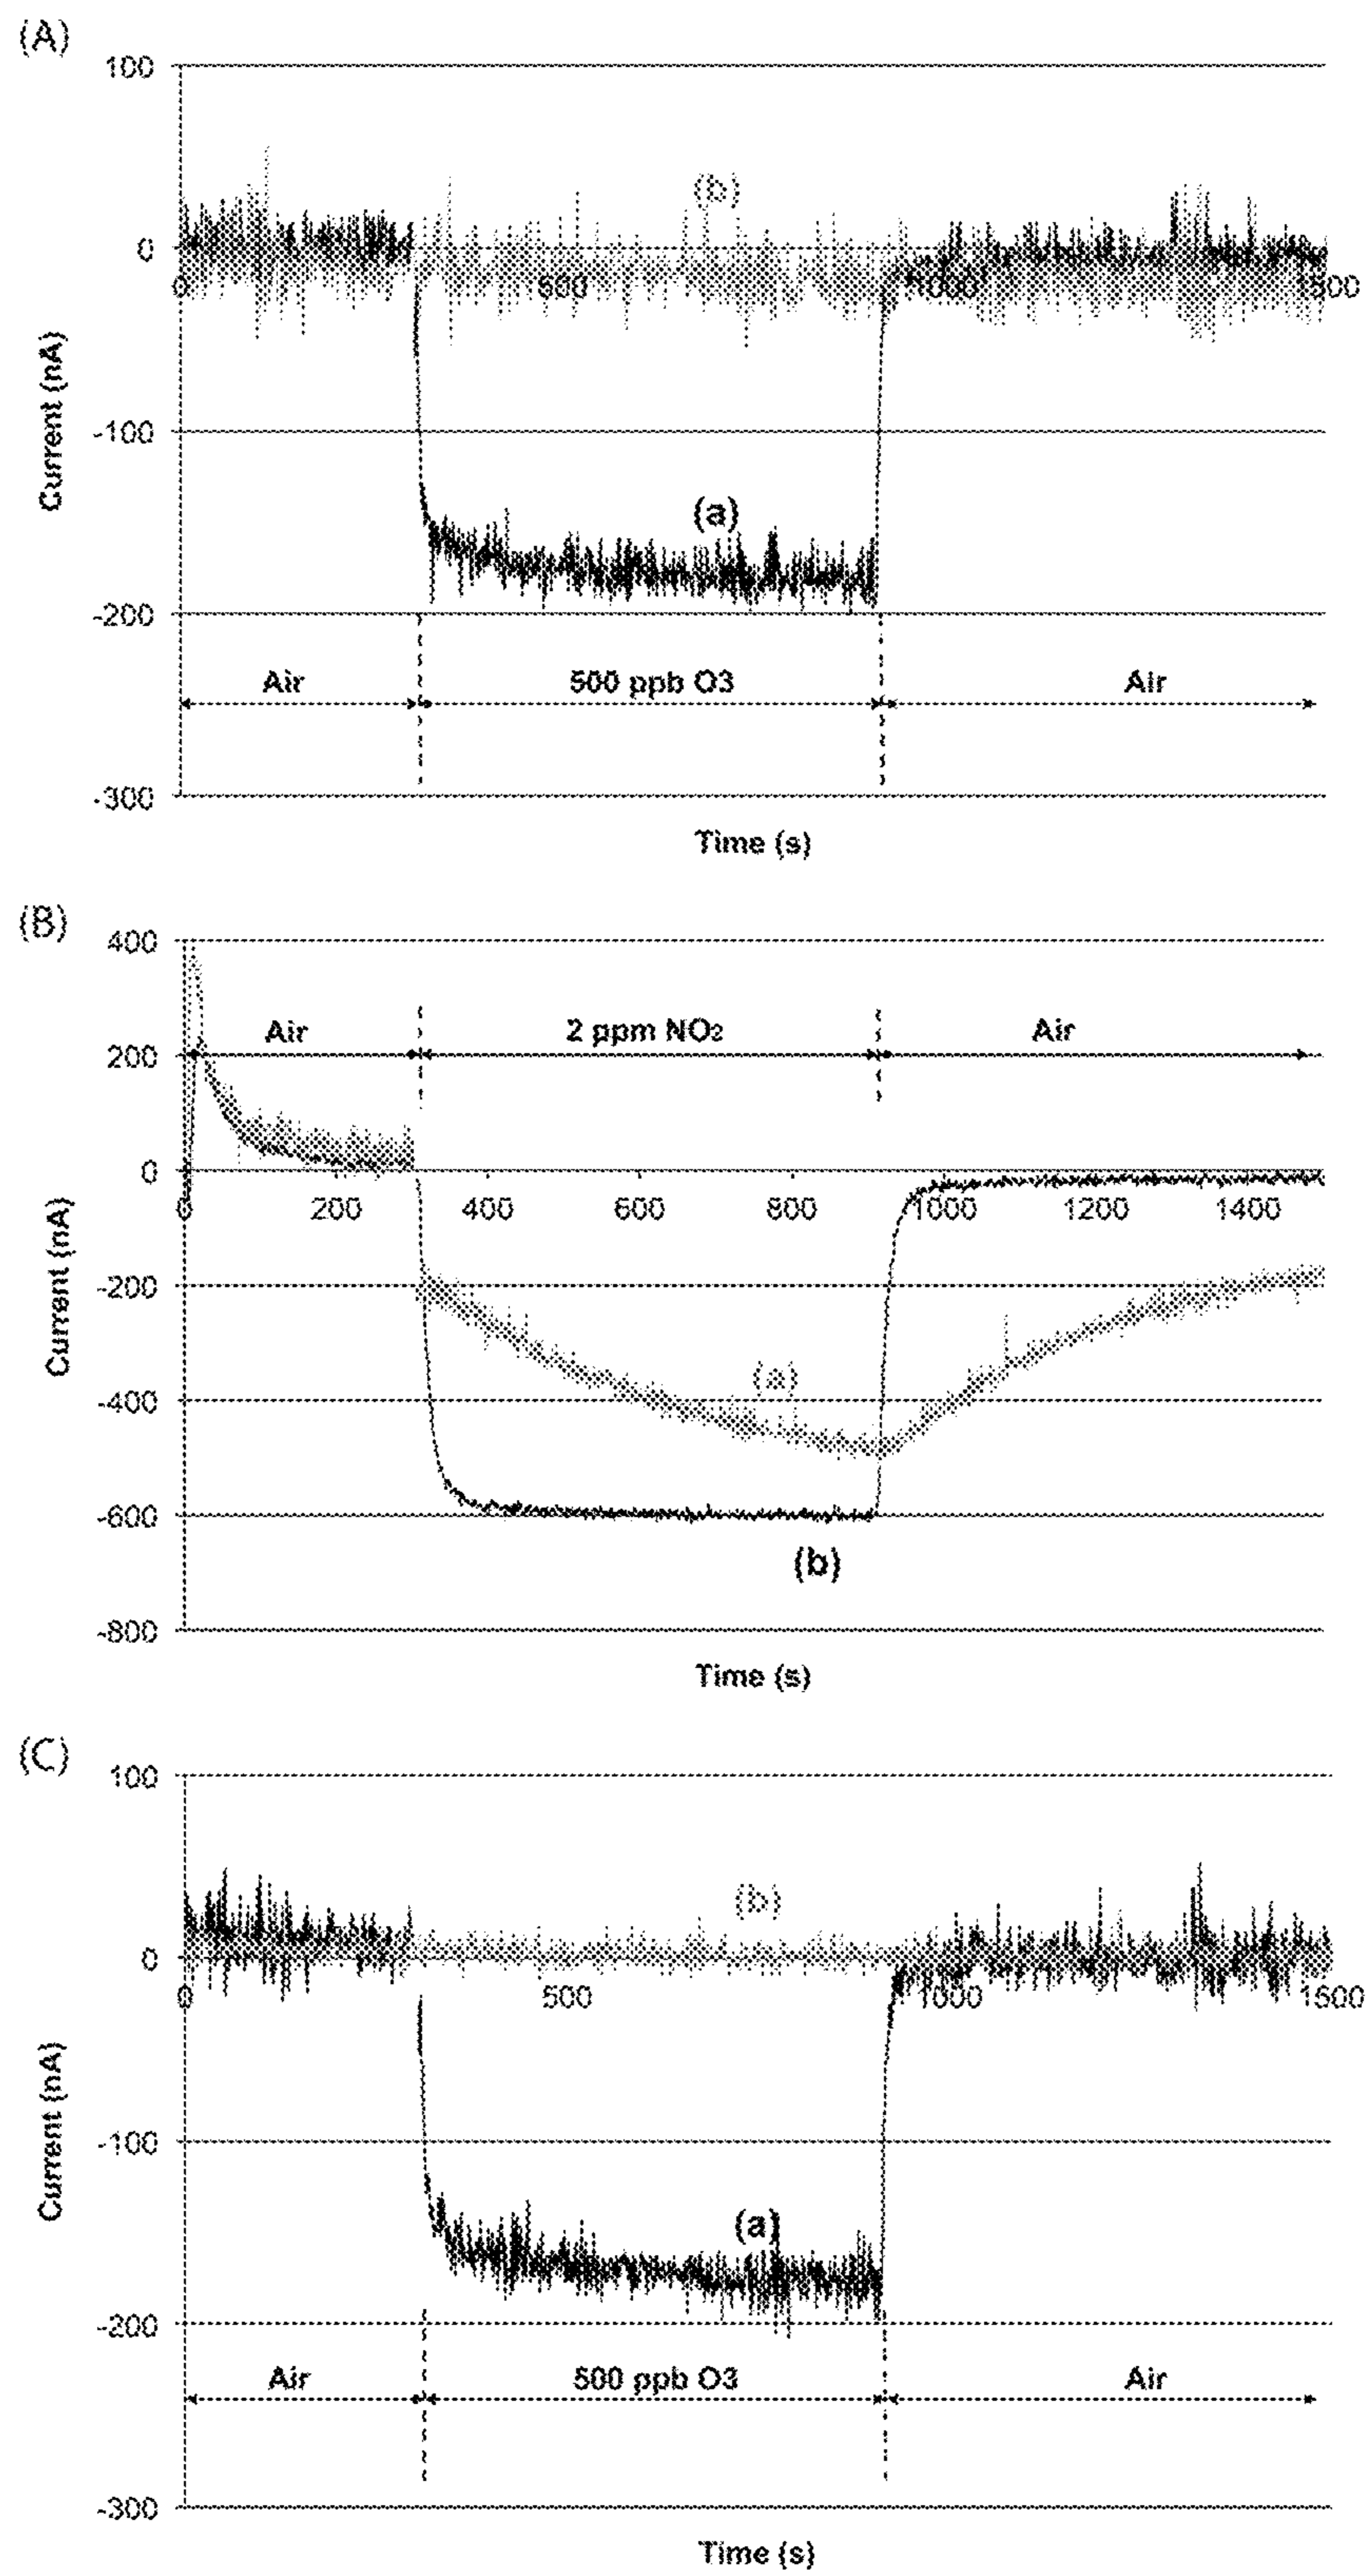 (A)
100
(b)
0
0 500 1000 1500
-100
Current (nA)
(a)
-200
Air 500 ppb O3 Air
-300
Time (s)
(B)
400
Air 2 ppm NO2 Air
200
0
0 200 400 600 800 1000 1200 1400
-200
Current (nA)
(a)
-400
-600
(b)
-800
Time (s)
(C)
100
(b)
0
0 500 1000 1500
-100
Current (nA)
(a)
-200
Air 500 ppb O3 Air
-300
Time (s)